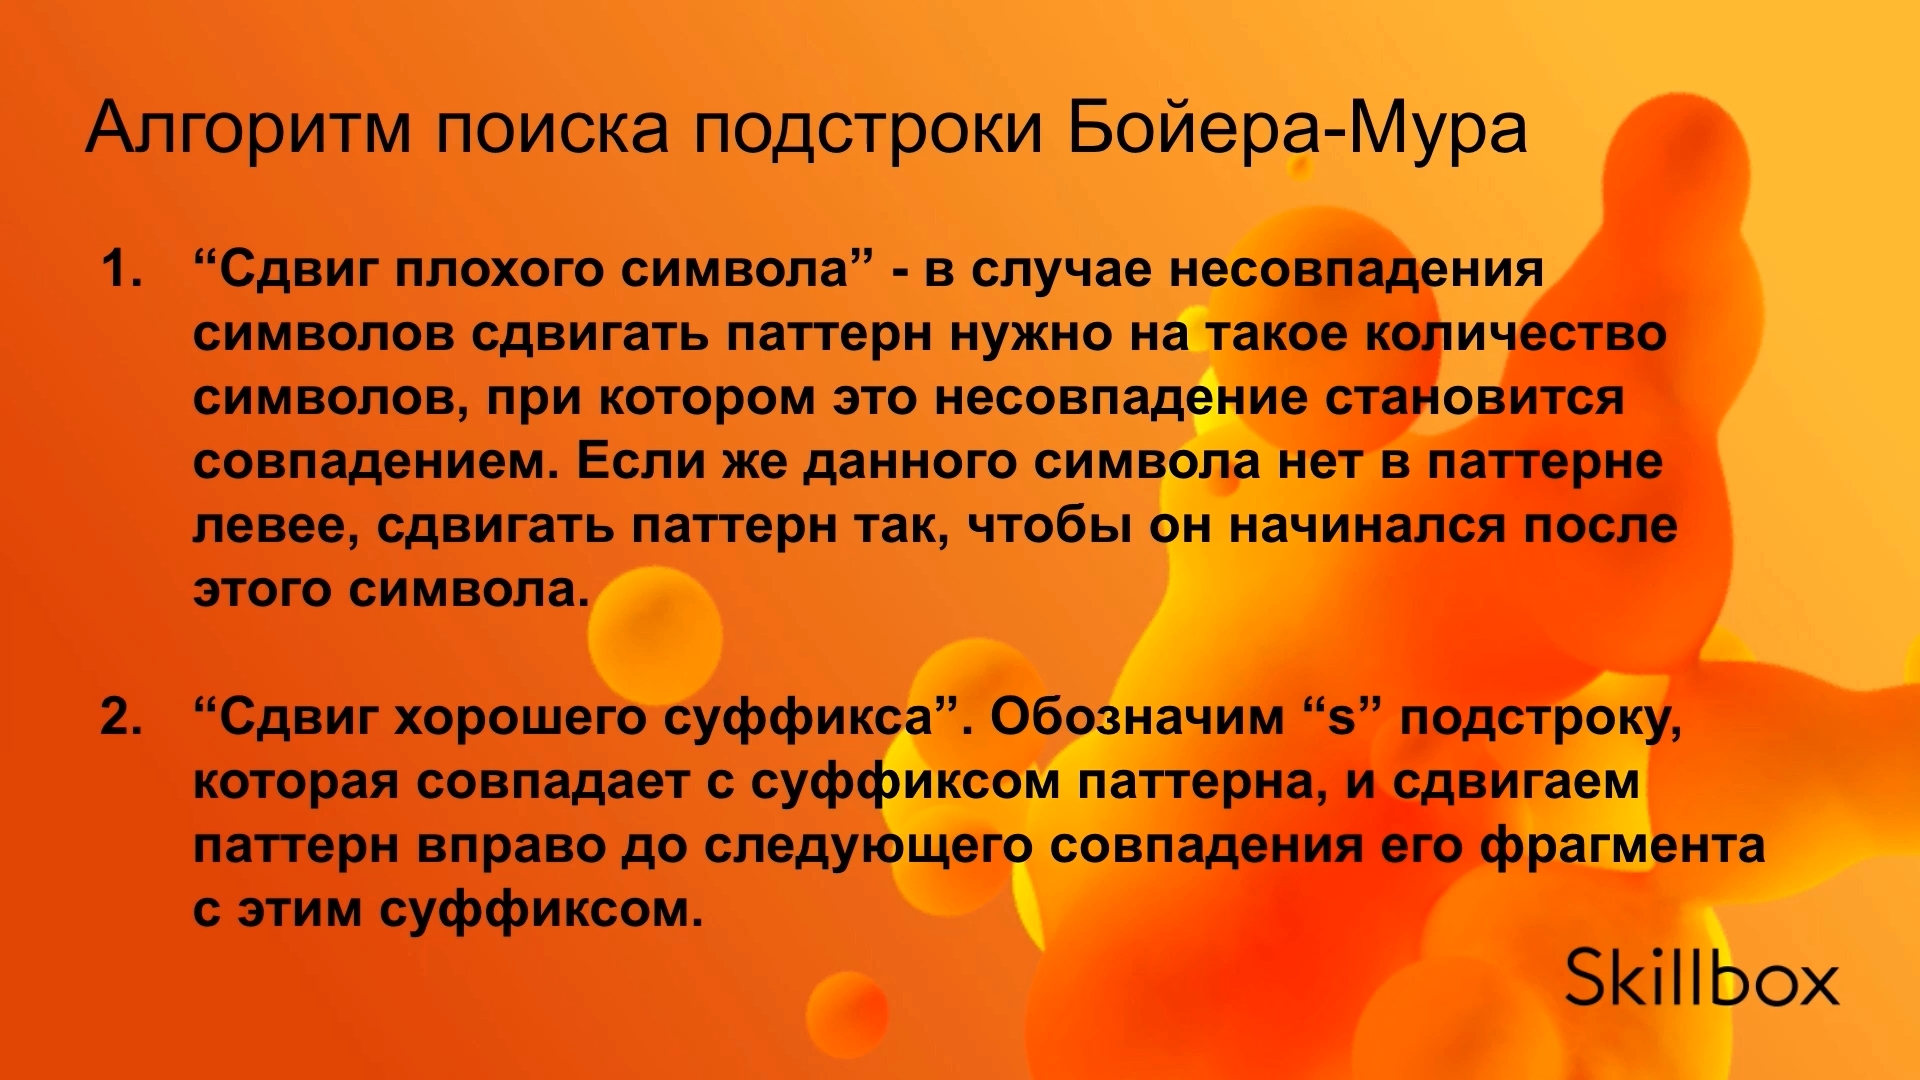 Алгоритм поиска подстроки Бойера-Мура
1. “Сдвиг плохого символа” - в случае несовпадения
символов сдвигать паттерн нужно на такое количество
символов, при котором это несовпадение становится
совпадением. Если же данного символа нет в паттерне
левее, сдвигать паттерн так, чтобы он начинался после
этого символа.
2. “Сдвиг хорошего суффикса”. Обозначим “s” подстроку,
которая совпадает с суффиксом паттерна, и сдвигаем
паттерн вправо до следующего совпадения его фрагмента
с этим суффиксом.
Skillbox